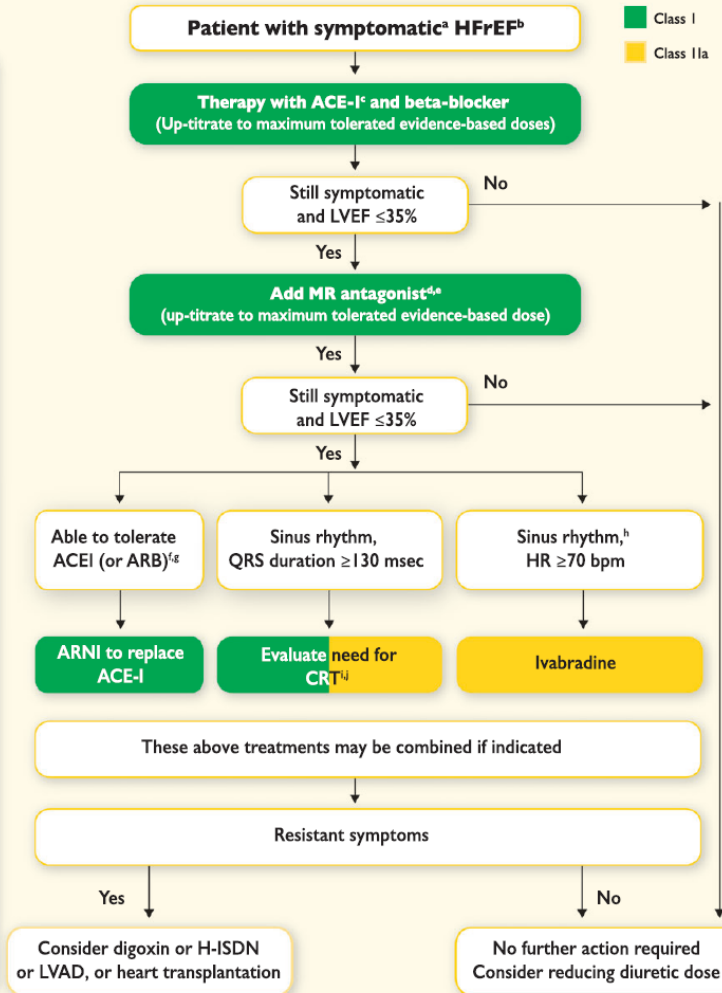 Patient with symptomaticᵃ HFrEFᵇ
Class I
Class IIa
Therapy with ACE-Iᶜ and beta-blocker
(Up-titrate to maximum tolerated evidence-based doses)
Still symptomatic
and LVEF ≤35%
No
Yes
Add MR antagonistᵈ,ᵉ
(up-titrate to maximum tolerated evidence-based dose)
Yes
Still symptomatic
and LVEF ≤35%
No
Yes
Able to tolerate
ACEI (or ARB)ᶠ,ᵍ
Sinus rhythm,
QRS duration ≥130 msec
Sinus rhythm,ʰ
HR ≥70 bpm
ARNI to replace
ACE-I
Evaluate need for
CRTⁱ,ʲ
Ivabradine
These above treatments may be combined if indicated
Resistant symptoms
Yes
No
Consider digoxin or H-ISDN
or LVAD, or heart transplantation
No further action required
Consider reducing diuretic dose